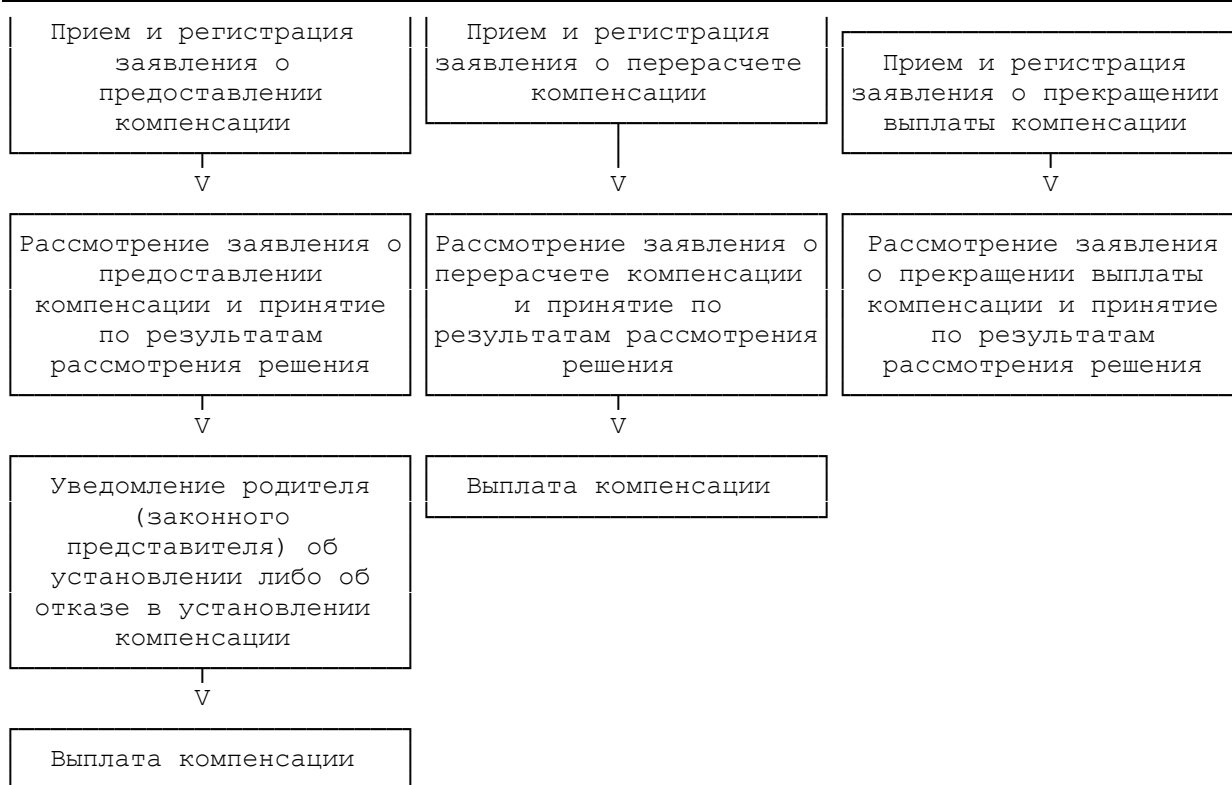 Прием и регистрация
заявления о
предоставлении
компенсации
Прием и регистрация
заявления о перерасчете
компенсации
Прием и регистрация
заявления о прекращении
выплаты компенсации
V
V
V
Рассмотрение заявления о
предоставлении
компенсации и принятие
по результатам
рассмотрения решения
Рассмотрение заявления о
перерасчете компенсации
и принятие по
результатам рассмотрения
решения
Рассмотрение заявления
о прекращении выплаты
компенсации и принятие
по результатам
рассмотрения решения
V
V
Уведомление родителя
(законного
представителя) об
установлении либо об
отказе в установлении
компенсации
Выплата компенсации
V
Выплата компенсации